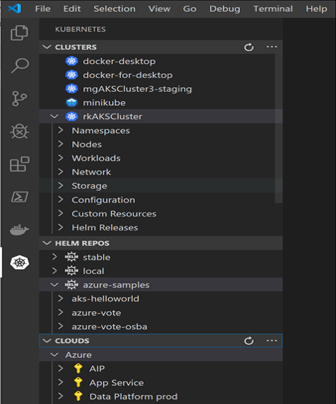 File Edit Selection View Go Debug Terminal Help
KUBERNETES
CLUSTERS
docker-desktop
docker-for-desktop
mgAKSCluster3-staging
minikube
rkAKSCluster
Namespaces
Nodes
Workloads
Network
Storage
Configuration
Custom Resources
Helm Releases
HELM REPOS
stable
local
azure-samples
aks-helloworld
azure-vote
azure-vote-osba
CLOUDS
Azure
AIP
App Service
Data Platform prod